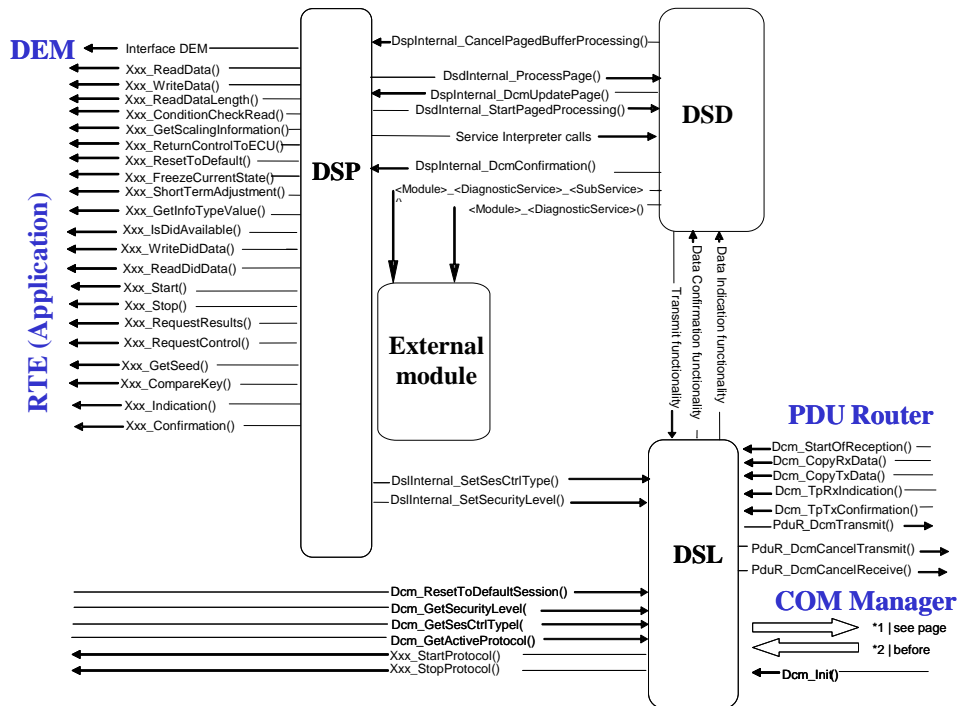 DEM
Interface DEM
Xxx_ReadData()
Xxx_WriteData()
Xxx_ReadDataLength()
Xxx_ConditionCheckRead()
Xxx_GetScalingInformation()
Xxx_ReturnControlToECU()
Xxx_ResetToDefault()
Xxx_FreezeCurrentState()
Xxx_ShortTermAdjustment()
Xxx_GetInfoTypeValue()
Xxx_IsDidAvailable()
Xxx_WriteDidData()
Xxx_ReadDidData()
Xxx_Start()
Xxx_Stop()
Xxx_RequestResults()
Xxx_RequestControl()
Xxx_GetSeed()
Xxx_CompareKey()
Xxx_Indication()
Xxx_Confirmation()
RTE (Application)
DSP
DspInternal_CancelPagedBufferProcessing()
DsdInternal_ProcessPage()
DspInternal_DcmUpdatePage()
DsdInternal_StartPagedProcessing()
Service Interpreter calls
DspInternal_DcmConfirmation()
<Module>_<DiagnosticService>_<SubService>
()
<Module>_<DiagnosticService>()
DSD
External
module
Transmit functionality
Data Confirmation functionality
Data Indication functionality
DslInternal_SetSesCtrlType()
DslInternal_SetSecurityLevel()
DSL
PDU Router
Dcm_StartOfReception()
Dcm_CopyRxData()
Dcm_CopyTxData()
Dcm_TpRxIndication()
Dcm_TpTxConfirmation()
PduR_DcmTransmit()
PduR_DcmCancelTransmit()
PduR_DcmCancelReceive()
COM Manager
*1 | see page
*2 | before
Dcm_Init()
Dcm_ResetToDefaultSession()
Dcm_GetSecurityLevel(
Dcm_GetSesCtrlTypel(
Dcm_GetActiveProtocol()
Xxx_StartProtocol()
Xxx_StopProtocol()